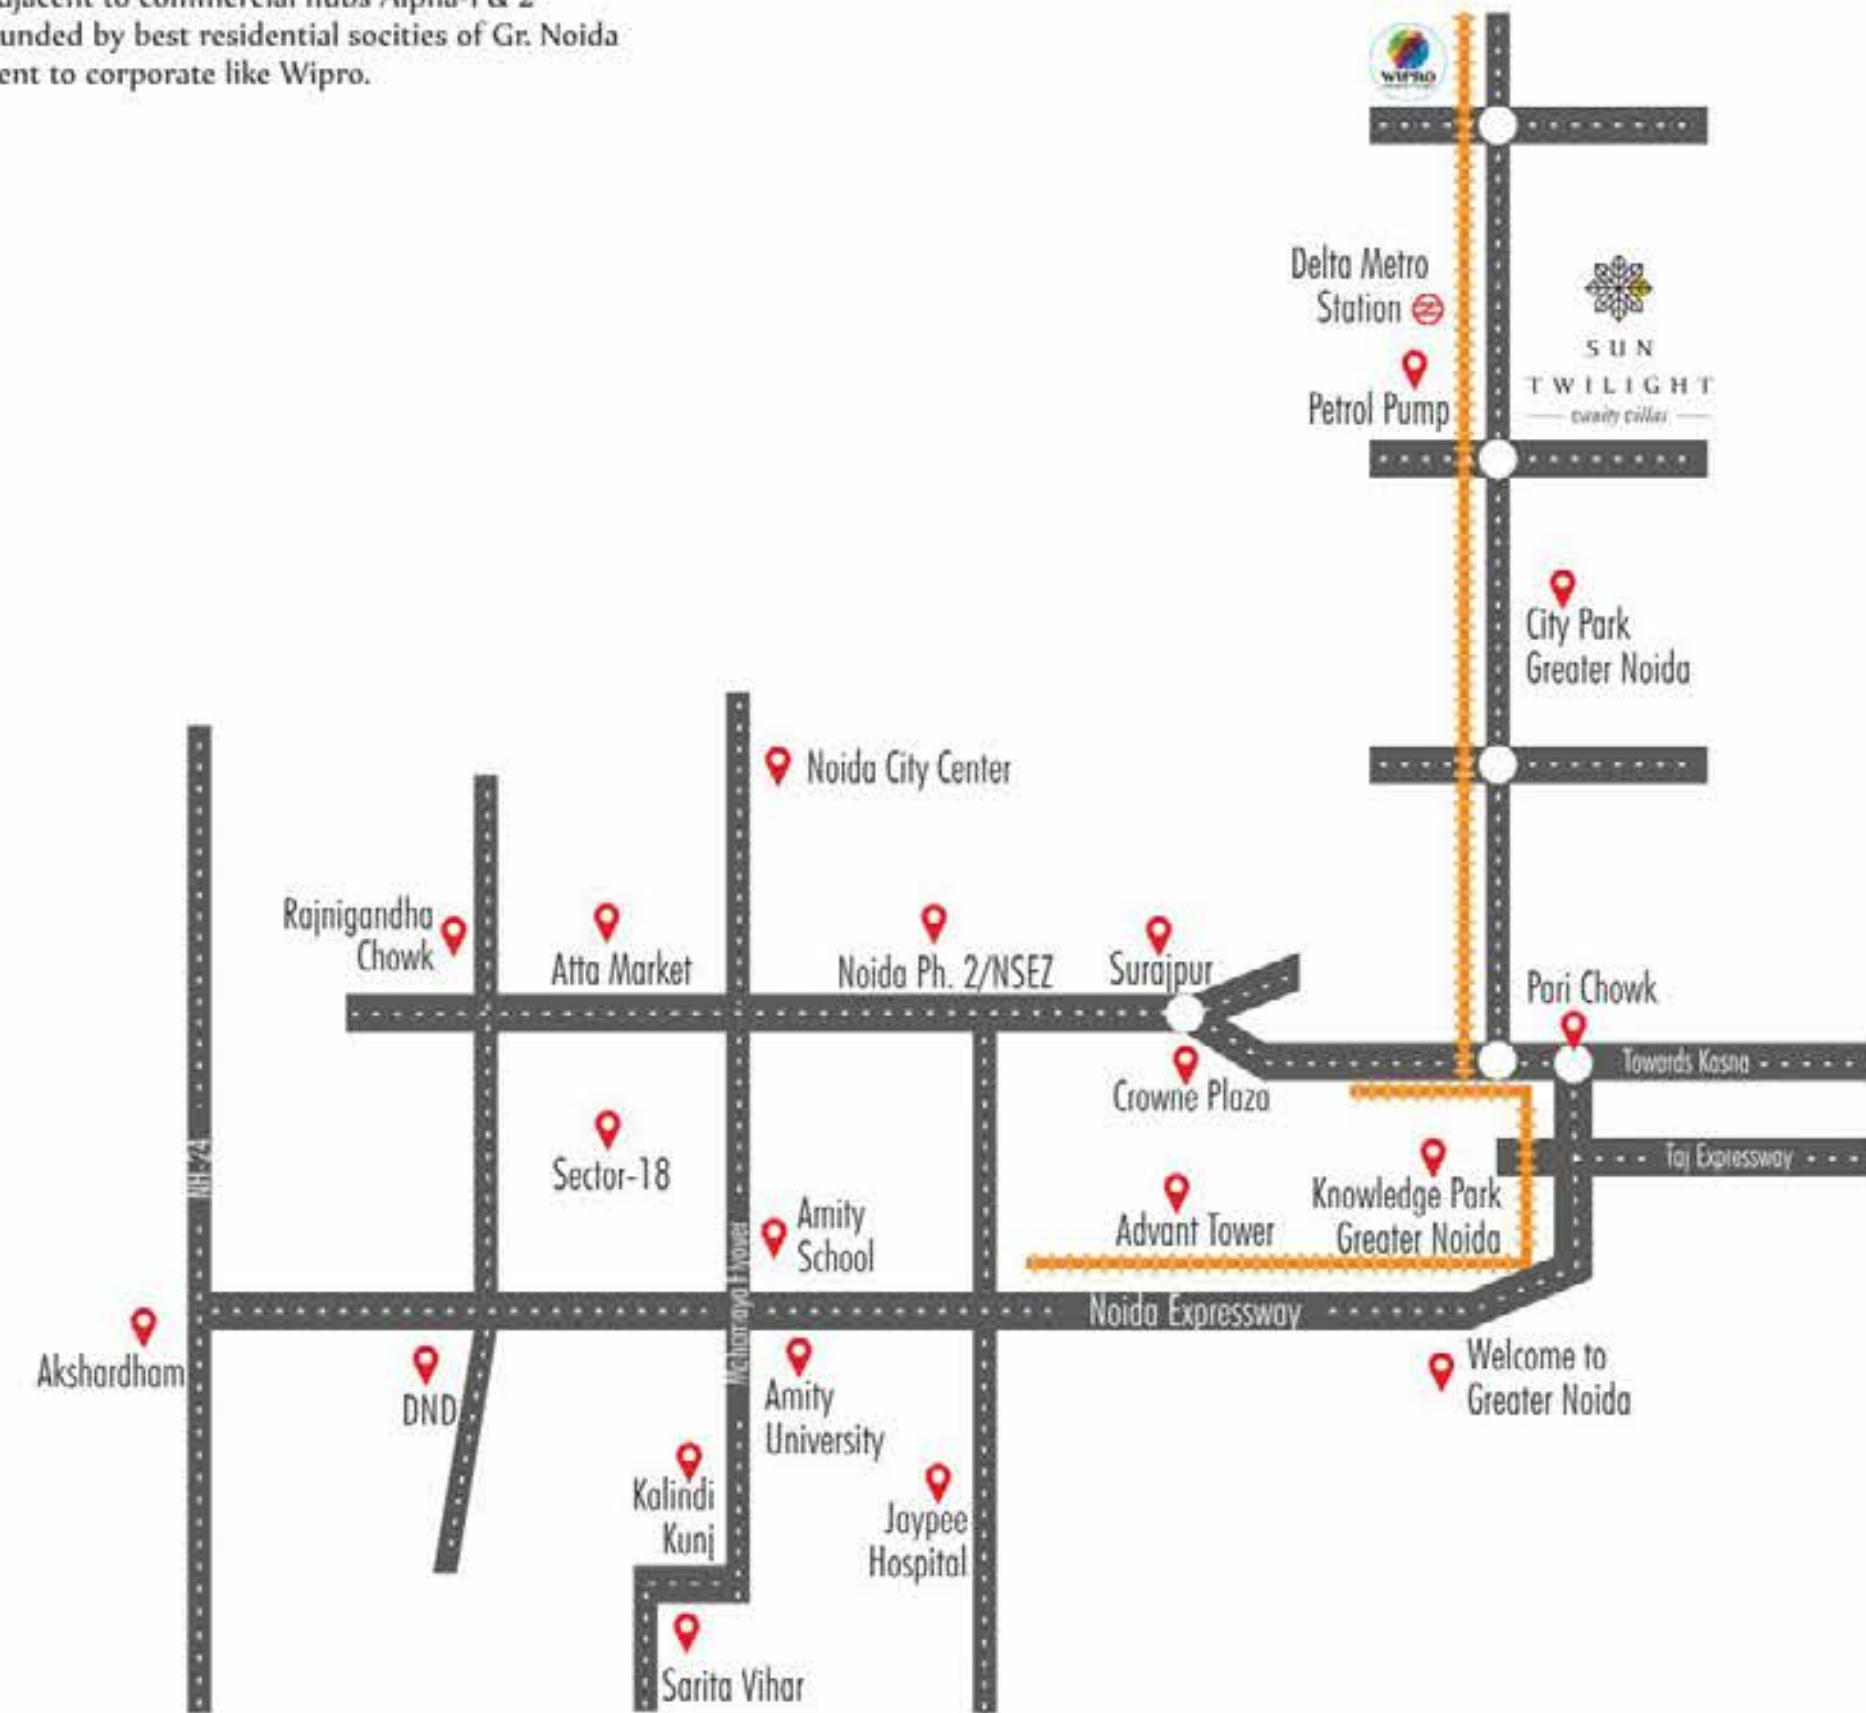 unded by best residential socities of Gr. Noida
ent to corporate like Wipro.
WIPRO
Delta Metro
Station
SUN
TWILIGHT
vanity villas
Petrol Pump
City Park
Greater Noida
Noida City Center
Rajnigandha
Chowk
Atta Market
Noida Ph. 2/NSEZ
Surajpur
Pari Chowk
Towards Kasna
Crowne Plaza
NH-24
Sector-18
Taj Expressway
Knowledge Park
Greater Noida
Advant Tower
Amity
School
Noida Expressway
Akshardham
DND
Amity
University
Welcome to
Greater Noida
Kalindi
Kunj
Jaypee
Hospital
Sarita Vihar